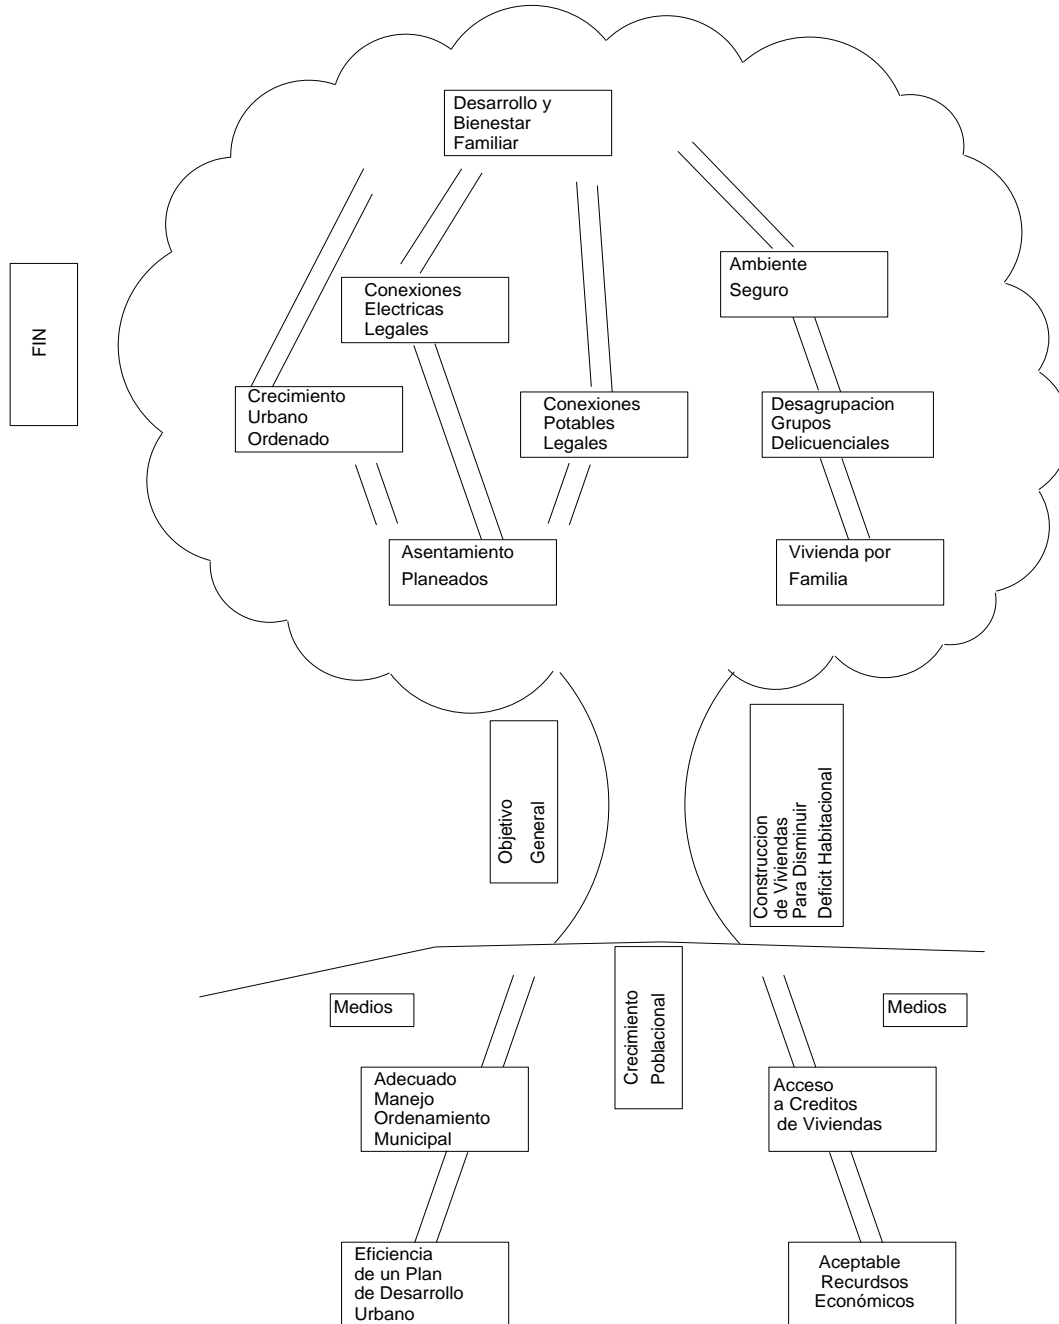 Desarrollo y
Bienestar
Familiar
Ambiente
Seguro
Conexiones
Electricas
Legales
FIN
Crecimiento
Urbano
Ordenado
Conexiones
Potables
Legales
Desagrupacion
Grupos
Delicuenciales
Asentamiento
Planeados
Vivienda por
Familia
Objetivo
General
Construccion
de Viviendas
Para Disminuir
Deficit Habitacional
Crecimiento
Poblacional
Medios
Medios
Adecuado
Manejo
Ordenamiento
Municipal
Acceso
a Creditos
de Viviendas
Eficiencia
de un Plan
de Desarrollo
Urbano
Aceptable
Recurdsos
Económicos